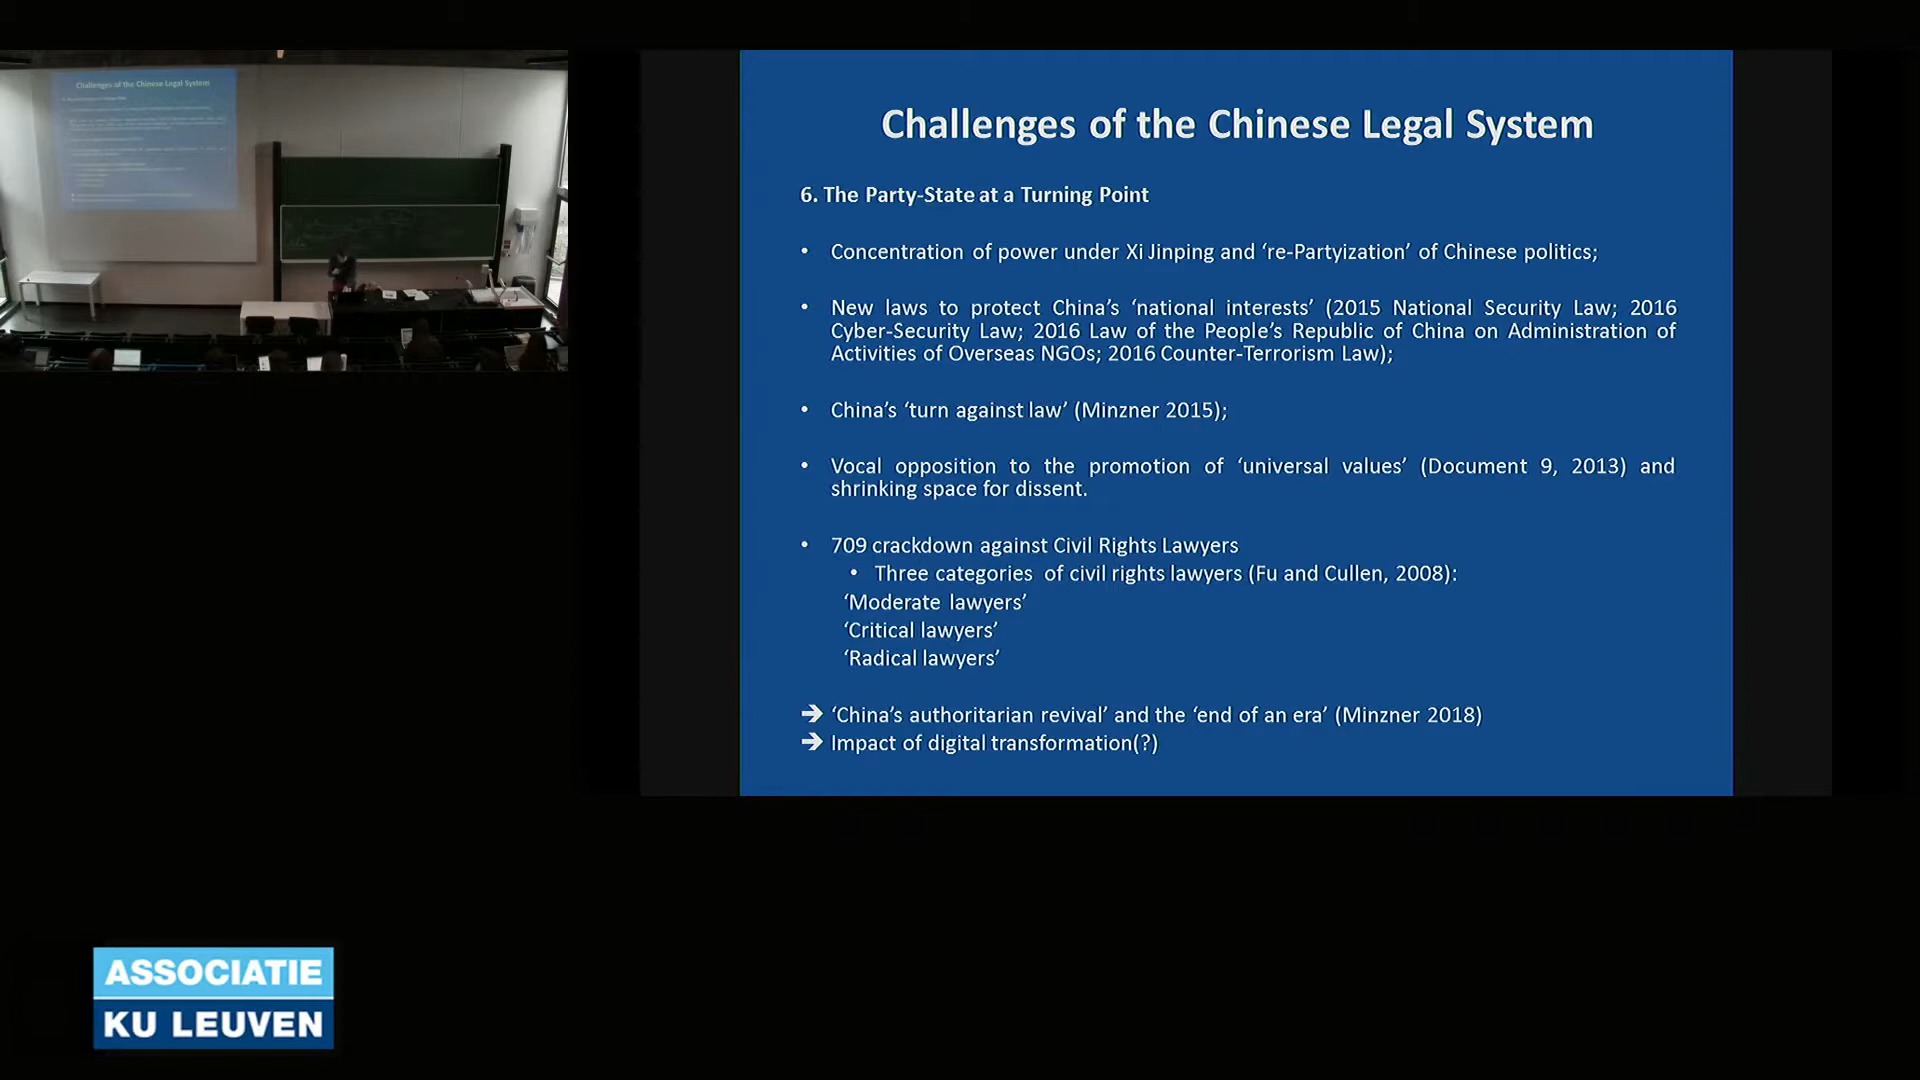 Challenges of the Chinese Legal System
Challenges of the Chinese Legal System
6. The Party-State at a Turning Point
• Concentration of power under Xi Jinping and ‘re-Partyization’ of Chinese politics;
• New laws to protect China’s ‘national interests’ (2015 National Security Law; 2016
Cyber-Security Law; 2016 Law of the People’s Republic of China on Administration of
Activities of Overseas NGOs; 2016 Counter-Terrorism Law);
• China’s ‘turn against law’ (Minzner 2015);
• Vocal opposition to the promotion of ‘universal values’ (Document 9, 2013) and
shrinking space for dissent.
• 709 crackdown against Civil Rights Lawyers
• Three categories of civil rights lawyers (Fu and Cullen, 2008):
‘Moderate lawyers’
‘Critical lawyers’
‘Radical lawyers’
➔ ‘China’s authoritarian revival’ and the ‘end of an era’ (Minzner 2018)
➔ Impact of digital transformation(?)
ASSOCIATIE
KU LEUVEN